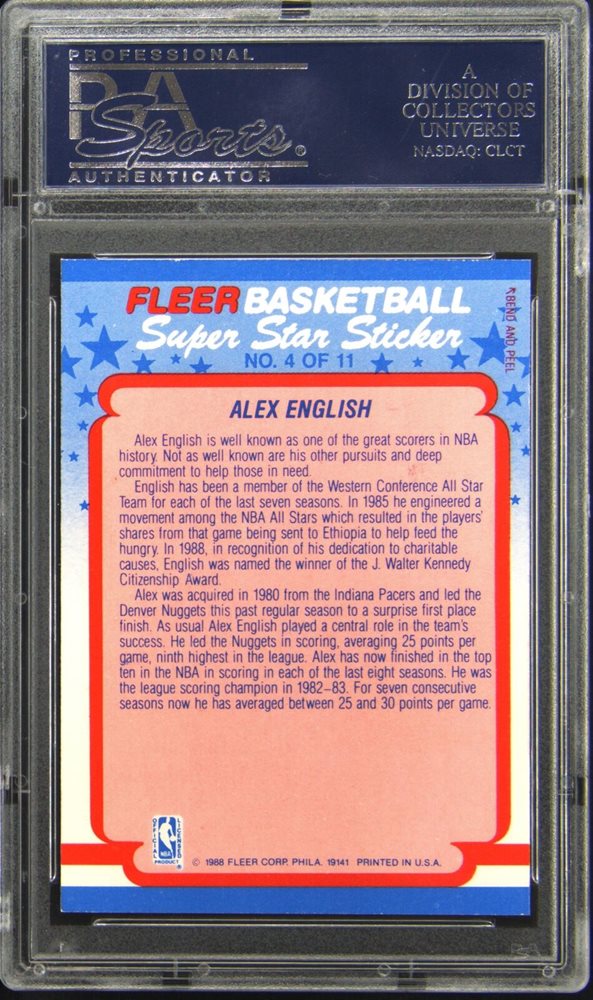 PROFESSIONAL
PSA
Sports®
AUTHENTICATOR
A
DIVISION OF
COLLECTORS
UNIVERSE
NASDAQ: CLCT
FLEER BASKETBALL
Super Star Sticker
NO. 4 OF 11
BEND AND PEEL
ALEX ENGLISH
Alex English is well known as one of the great scorers in NBA
history. Not as well known are his other pursuits and deep
commitment to help those in need.
English has been a member of the Western Conference All Star
Team for each of the last seven seasons. In 1985 he engineered a
movement among the NBA All Stars which resulted in the players'
shares from that game being sent to Ethiopia to help feed the
hungry. In 1988, in recognition of his dedication to charitable
causes, English was named the winner of the J. Walter Kennedy
Citizenship Award.
Alex was acquired in 1980 from the Indiana Pacers and led the
Denver Nuggets this past regular season to a surprise first place
finish. As usual Alex English played a central role in the team's
success. He led the Nuggets in scoring, averaging 25 points per
game, ninth highest in the league. Alex has now finished in the top
ten in the NBA in scoring in each of the last eight seasons. He was
the league scoring champion in 1982–83. For seven consecutive
seasons now he has averaged between 25 and 30 points per game.
OFFICIAL
LICENSED
NBA
PRODUCT
®
© 1988 FLEER CORP. PHILA. 19141 PRINTED IN U.S.A.
PSA